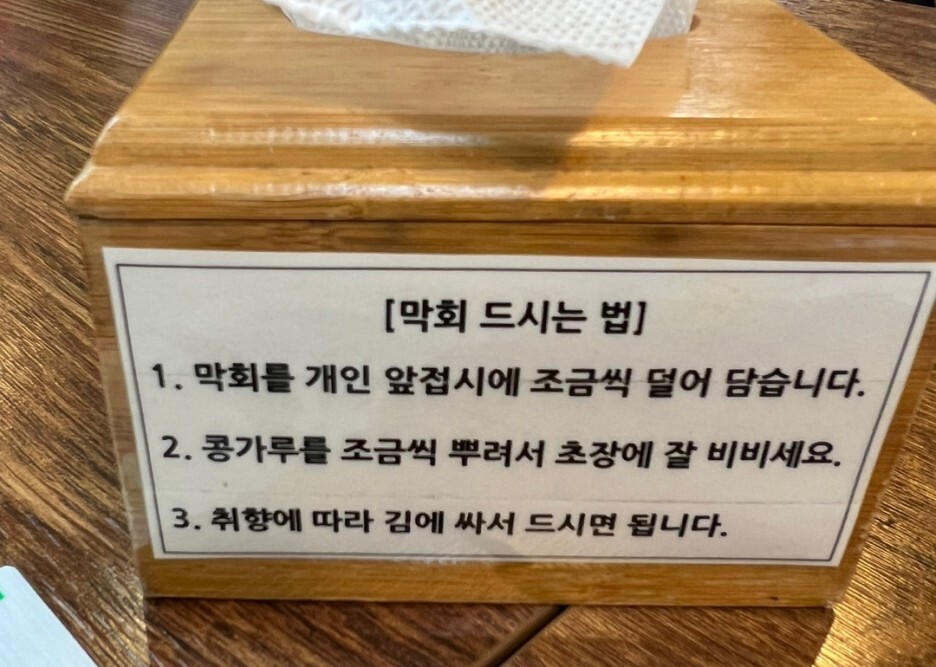 [막회 드시는 법]
1. 막회를 개인 앞접시에 조금씩 덜어 담습니다.
2. 콩가루를 조금씩 뿌려서 초장에 잘 비비세요.
3. 취향에 따라 김에 싸서 드시면 됩니다.